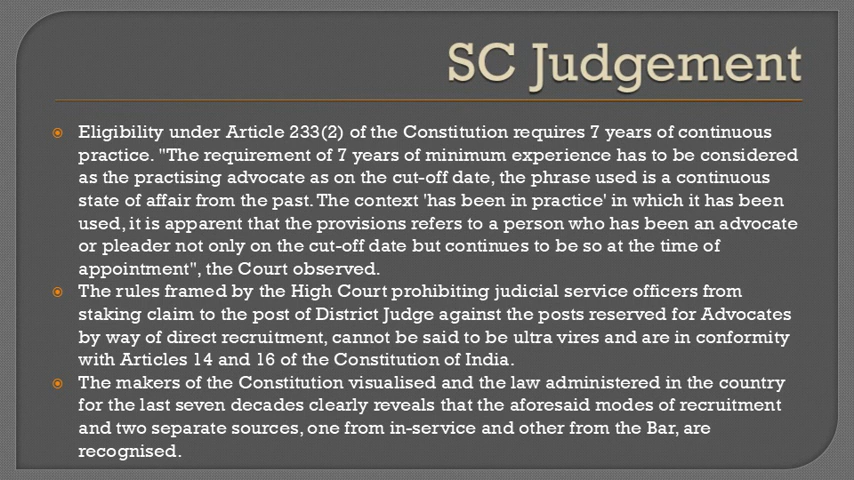 SC Judgement
Eligibility under Article 233(2) of the Constitution requires 7 years of continuous
practice. "The requirement of 7 years of minimum experience has to be considered
as the practising advocate as on the cut-off date, the phrase used is a continuous
state of affair from the past. The context 'has been in practice' in which it has been
used, it is apparent that the provisions refers to a person who has been an advocate
or pleader not only on the cut-off date but continues to be so at the time of
appointment", the Court observed.
The rules framed by the High Court prohibiting judicial service officers from
staking claim to the post of District Judge against the posts reserved for Advocates
by way of direct recruitment, cannot be said to be ultra vires and are in conformity
with Articles 14 and 16 of the Constitution of India.
The makers of the Constitution visualised and the law administered in the country
for the last seven decades clearly reveals that the aforesaid modes of recruitment
and two separate sources, one from in-service and other from the Bar, are
recognised.